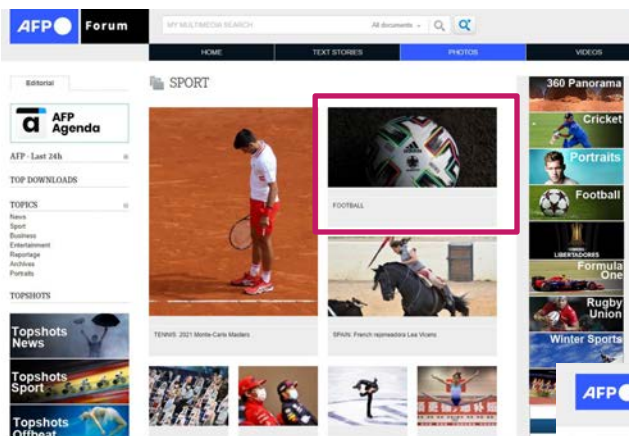 AFP Forum
MY MULTIMEDIA SEARCH
All documents
HOME
TEXT STORIES
PHOTOS
VIDEOS
Editorial
AFP
Agenda
AFP - Last 24h
TOP DOWNLOADS
TOPICS
News
Sport
Business
Entertainment
Reportage
Archives
Portraits
TOPSHOTS
Topshots
News
Topshots
Sport
Topshots
Offbeat
SPORT
TENNIS: 2021 Monte-Carlo Masters
FOOTBALL
SPAIN: French rejoneadora Lea Vicens
360 Panorama
Cricket
Portraits
Football
LIBERTADORES
Formula
One
Rugby
Union
Winter Sports
AFP